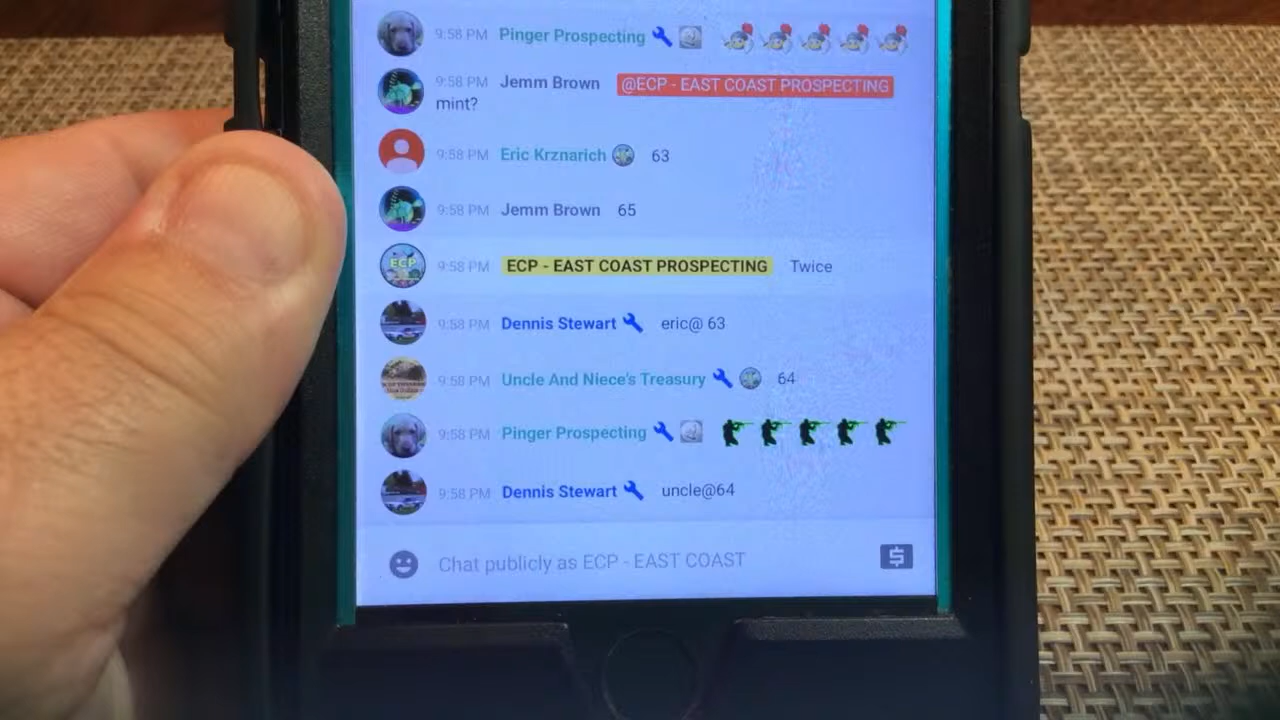 9:58 PM Pinger Prospecting
9:58 PM Jemm Brown @ECP - EAST COAST PROSPECTING
mint?
9:58 PM Eric Krznarich 63
9:58 PM Jemm Brown 65
ECP
9:58 PM ECP - EAST COAST PROSPECTING Twice
9:58 PM Dennis Stewart eric@ 63
9:58 PM Uncle And Niece's Treasury 64
9:58 PM Pinger Prospecting
9:58 PM Dennis Stewart uncle@64
Chat publicly as ECP - EAST COAST $